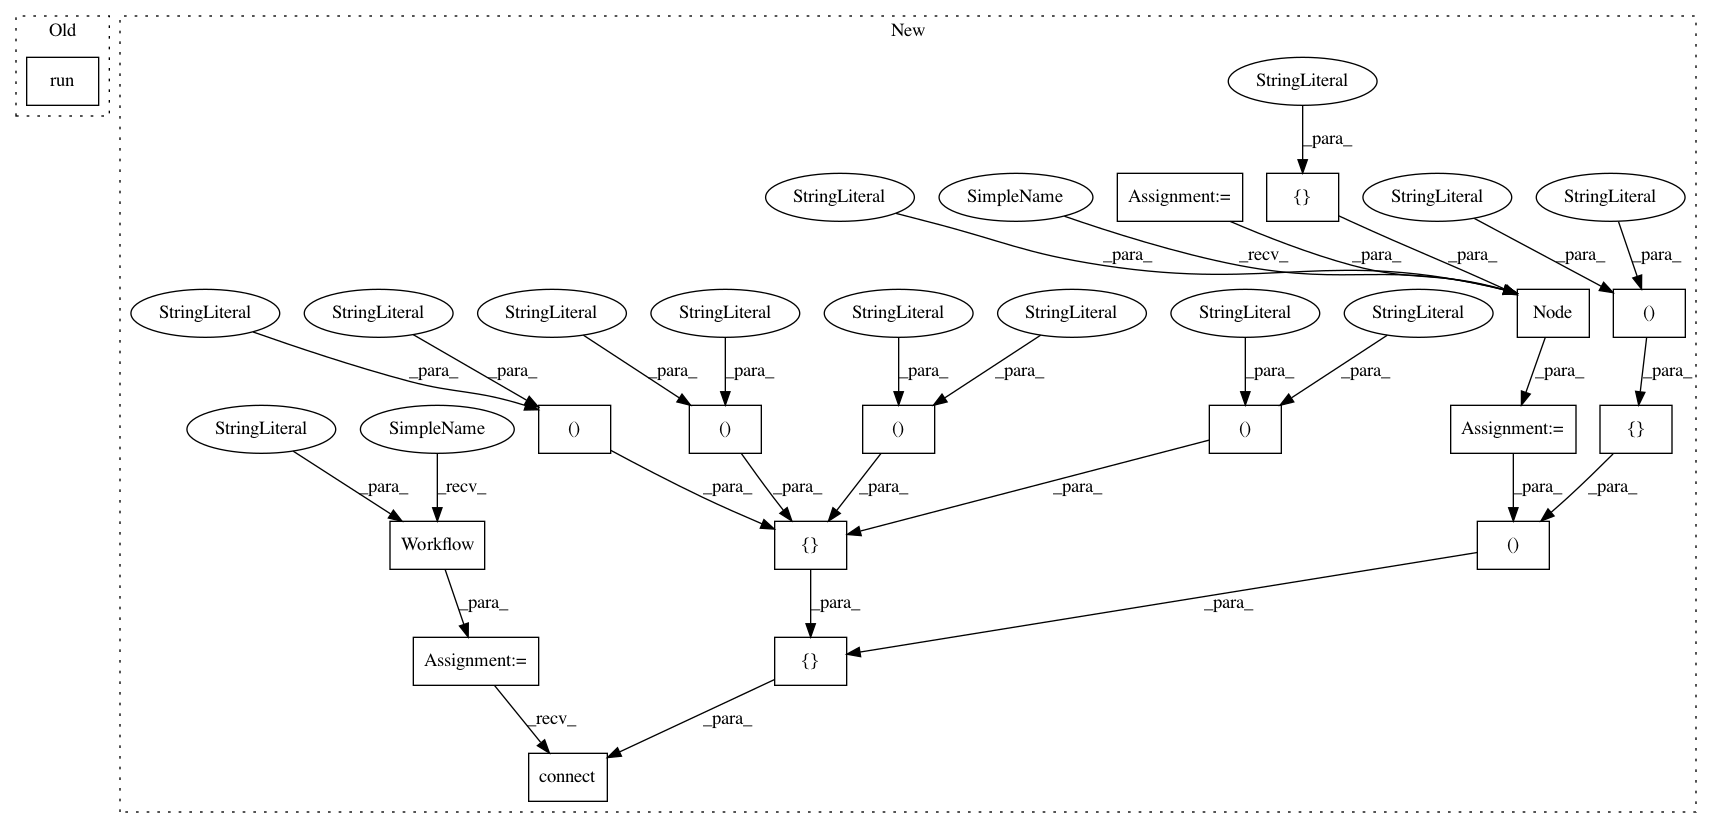 Old
New
run
StringLiteral
_para_
StringLiteral
SimpleName
Assignment:=
{}
StringLiteral
StringLiteral
_para_
_recv_
_para_
_para_
_para_
_para_
StringLiteral
StringLiteral
StringLiteral
StringLiteral
StringLiteral
StringLiteral
StringLiteral
StringLiteral
Node
()
_para_
_para_
_para_
_para_
_para_
_para_
_para_
_para_
_para_
_para_
StringLiteral
SimpleName
()
()
()
()
Assignment:=
{}
_para_
_recv_
_para_
_para_
_para_
_para_
_para_
_para_
Workflow
{}
()
_para_
_para_
_para_
Assignment:=
{}
_recv_
_para_
connect